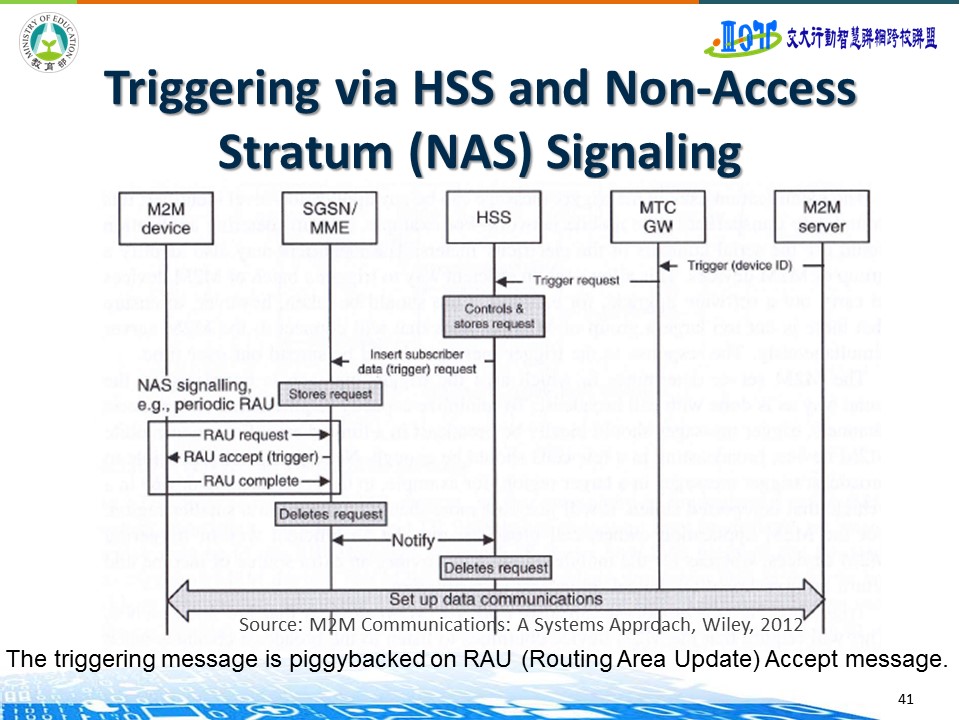 MINISTRY OF EDUCATION
教育部
交大行動智慧聯網跨校聯盟
Triggering via HSS and Non-Access
Stratum (NAS) Signaling
M2M
device
SGSN/
MME
HSS
MTC
GW
M2M
server
Trigger (device ID)
Trigger request
Controls &
stores request
Insert subscriber
data (trigger) request
NAS signalling,
e.g., periodic RAU
Stores request
RAU request
RAU accept (trigger)
RAU complete
Deletes request
Notify
Deletes request
Set up data communications
Source: M2M Communications: A Systems Approach, Wiley, 2012
The triggering message is piggybacked on RAU (Routing Area Update) Accept message.
41